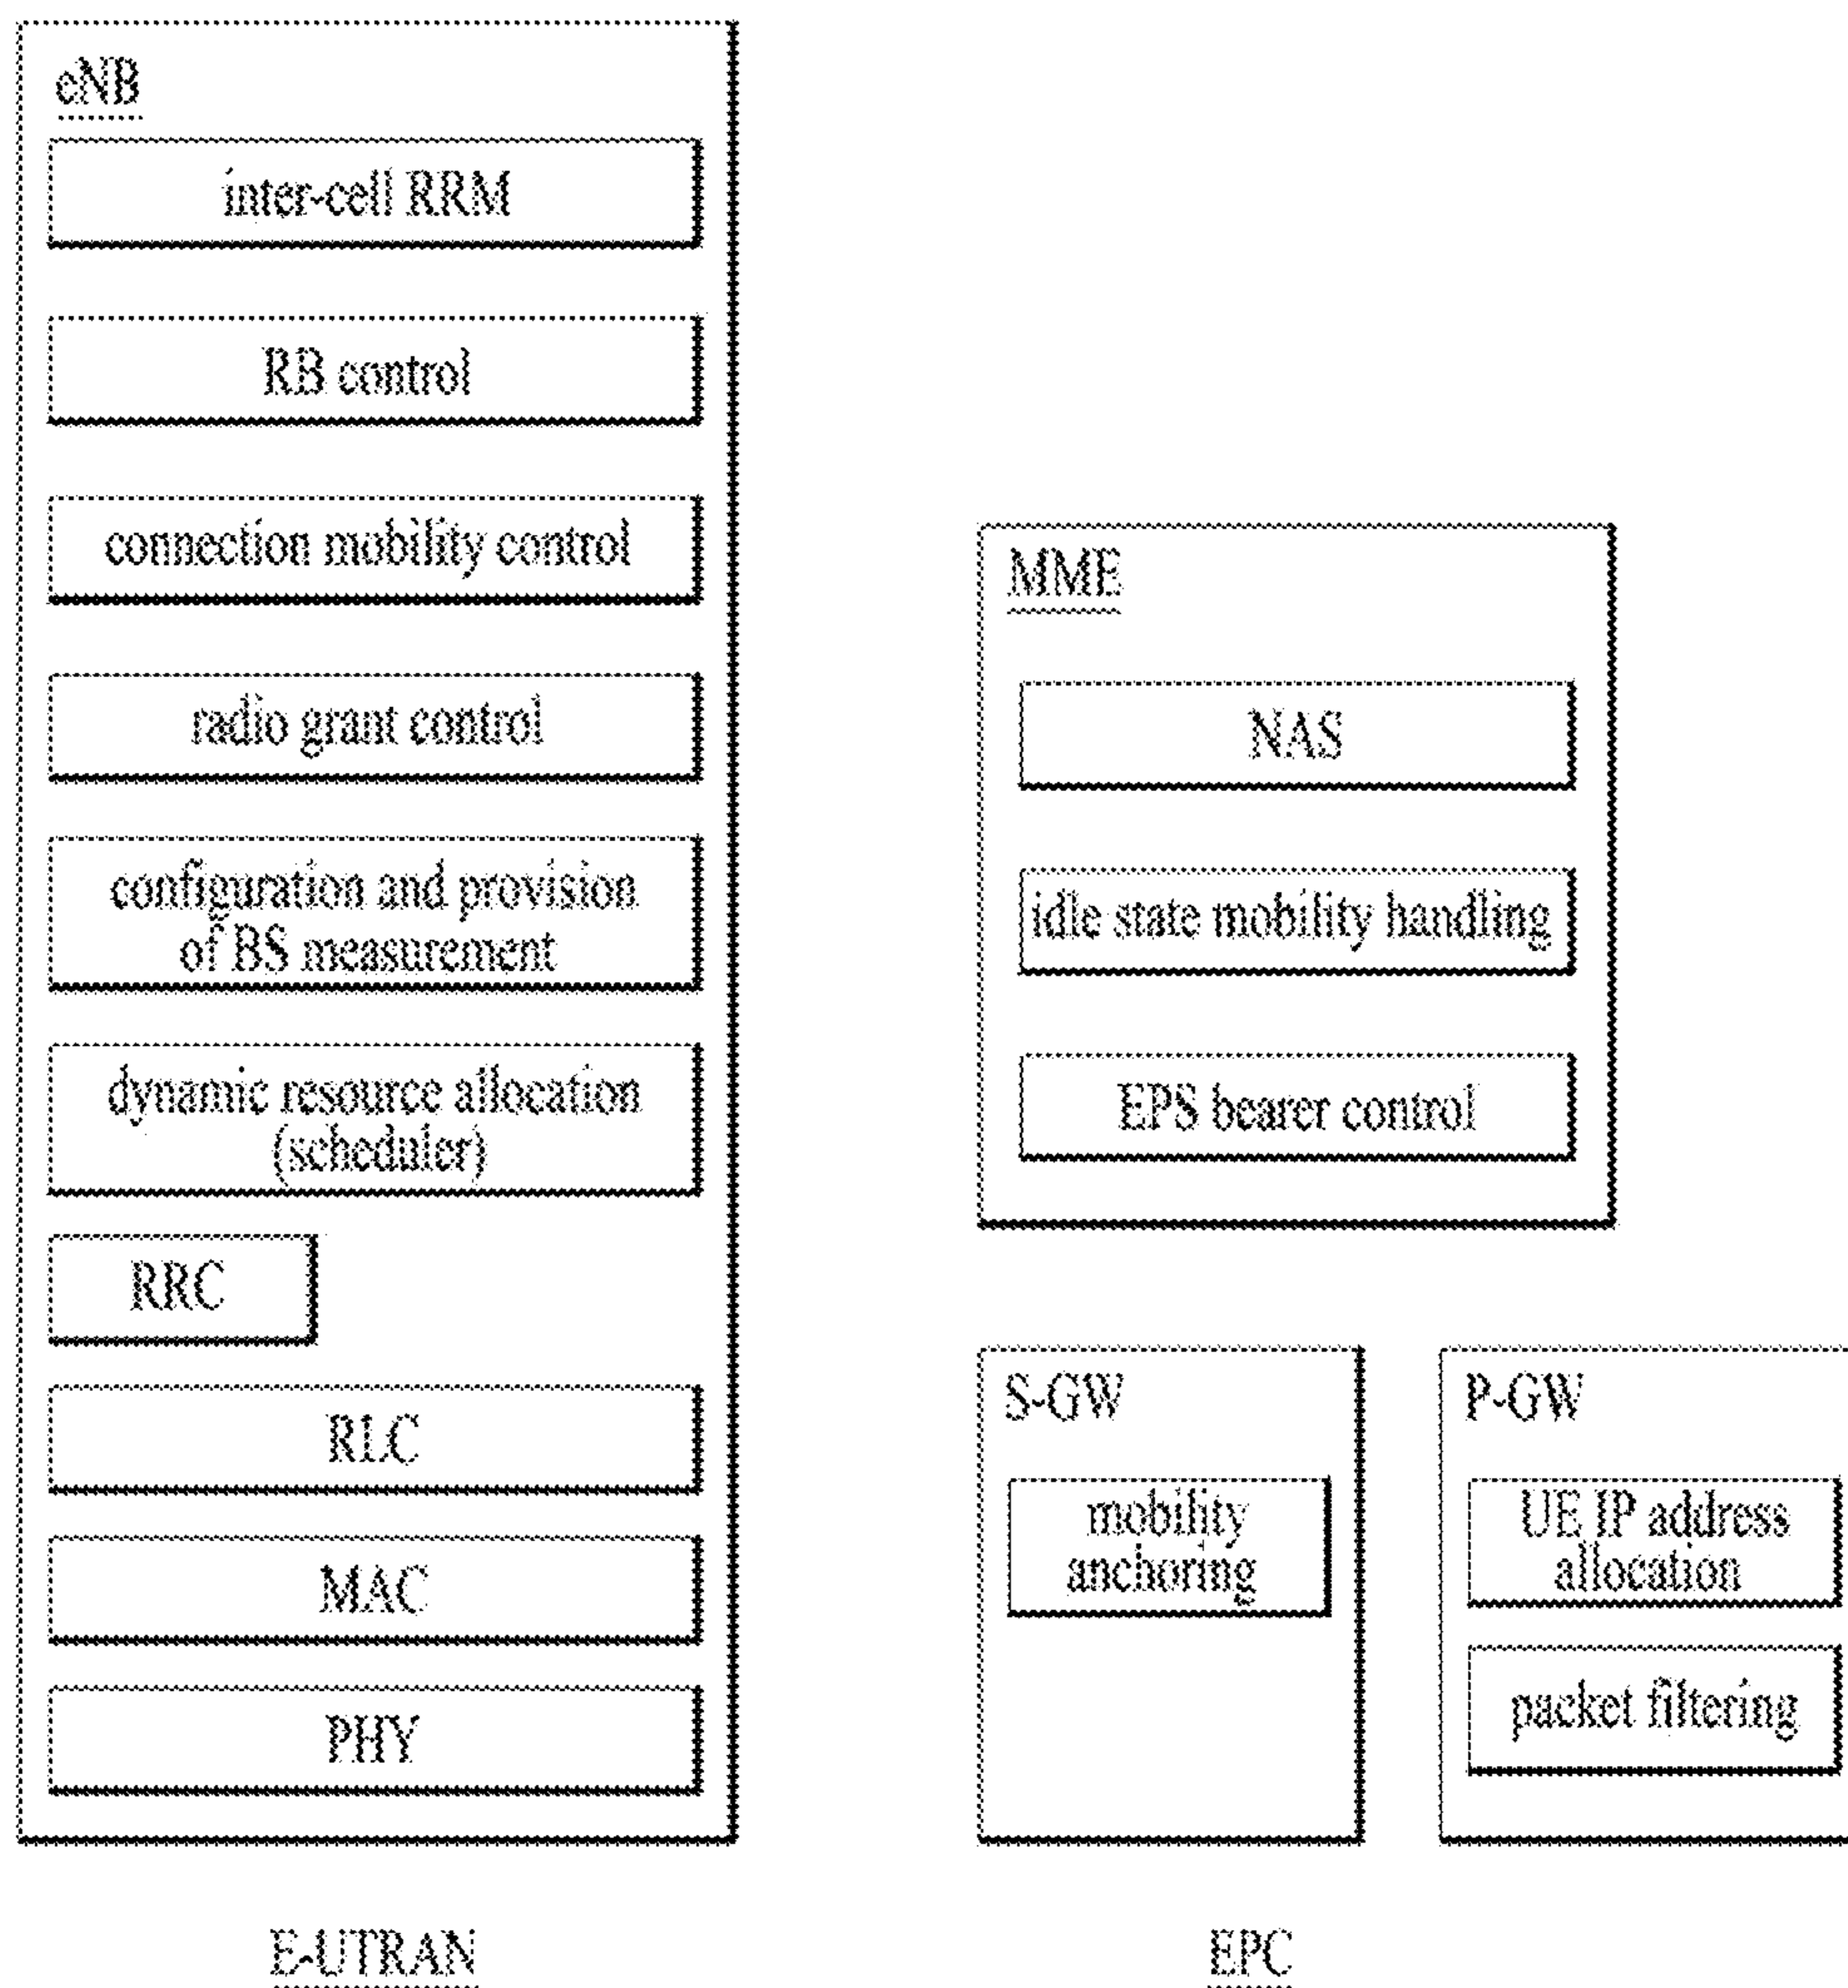 eNB
inter-cell RRM
RB control
connection mobility control
radio grant control
configuration and provision
of BS measurement
dynamic resource allocation
(scheduler)
RRC
RLC
MAC
PHY
E-UTRAN
MME
NAS
idle state mobility handling
EPS bearer control
S-GW
mobility
anchoring
P-GW
UE IP address
allocation
packet filtering
EPC